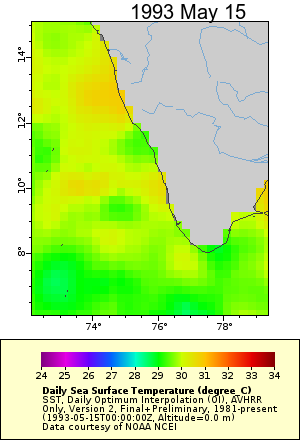 1993 May 15
14°
12°
10°
8°
74°
76°
78°
24 25 26 27 28 29 30 31 32 33 34
Daily Sea Surface Temperature (degree_C)
SST, Daily Optimum Interpolation (OI), AVHRR
Only, Version 2, Final+Preliminary, 1981-present
(1993-05-15T00:00:00Z, Altitude=0.0 m)
Data courtesy of NOAA NCEI